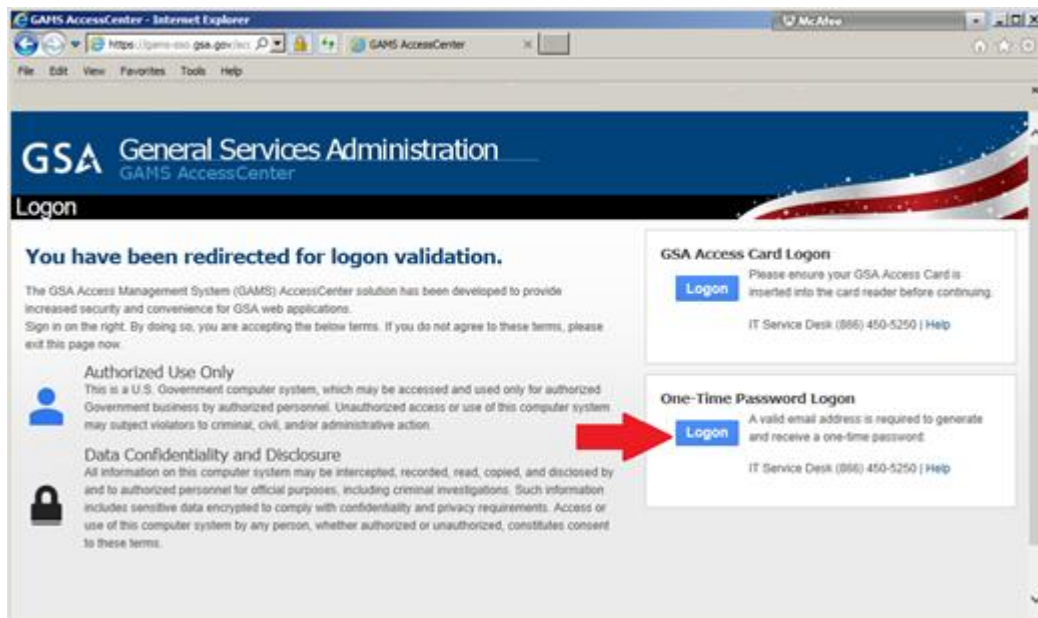 GAMS AccessCenter - Internet Explorer
McAfee
GAMS AccessCenter
File Edit View Favorites Tools Help
GSA General Services Administration
GAMS AccessCenter
Logon
You have been redirected for logon validation.
The GSA Access Management System (GAMS) AccessCenter solution has been developed to provide
increased security and convenience for GSA web applications.
Sign in on the right. By doing so, you are accepting the below terms. If you do not agree to these terms, please
exit this page now.
Authorized Use Only
This is a U.S. Government computer system, which may be accessed and used only for authorized
Government business by authorized personnel. Unauthorized access or use of this computer system
may subject violators to criminal, civil, and/or administrative action.
Data Confidentiality and Disclosure
All information on this computer system may be intercepted, recorded, read, copied, and disclosed by
and to authorized personnel for official purposes, including criminal investigations. Such information
includes sensitive data encrypted to comply with confidentiality and privacy requirements. Access or
use of this computer system by any person, whether authorized or unauthorized, constitutes consent
to these terms.
GSA Access Card Logon
Logon
Please ensure your GSA Access Card is
inserted into the card reader before continuing.
IT Service Desk (866) 450-5250 | Help
One-Time Password Logon
Logon
A valid email address is required to generate
and receive a one-time password.
IT Service Desk (866) 450-5250 | Help